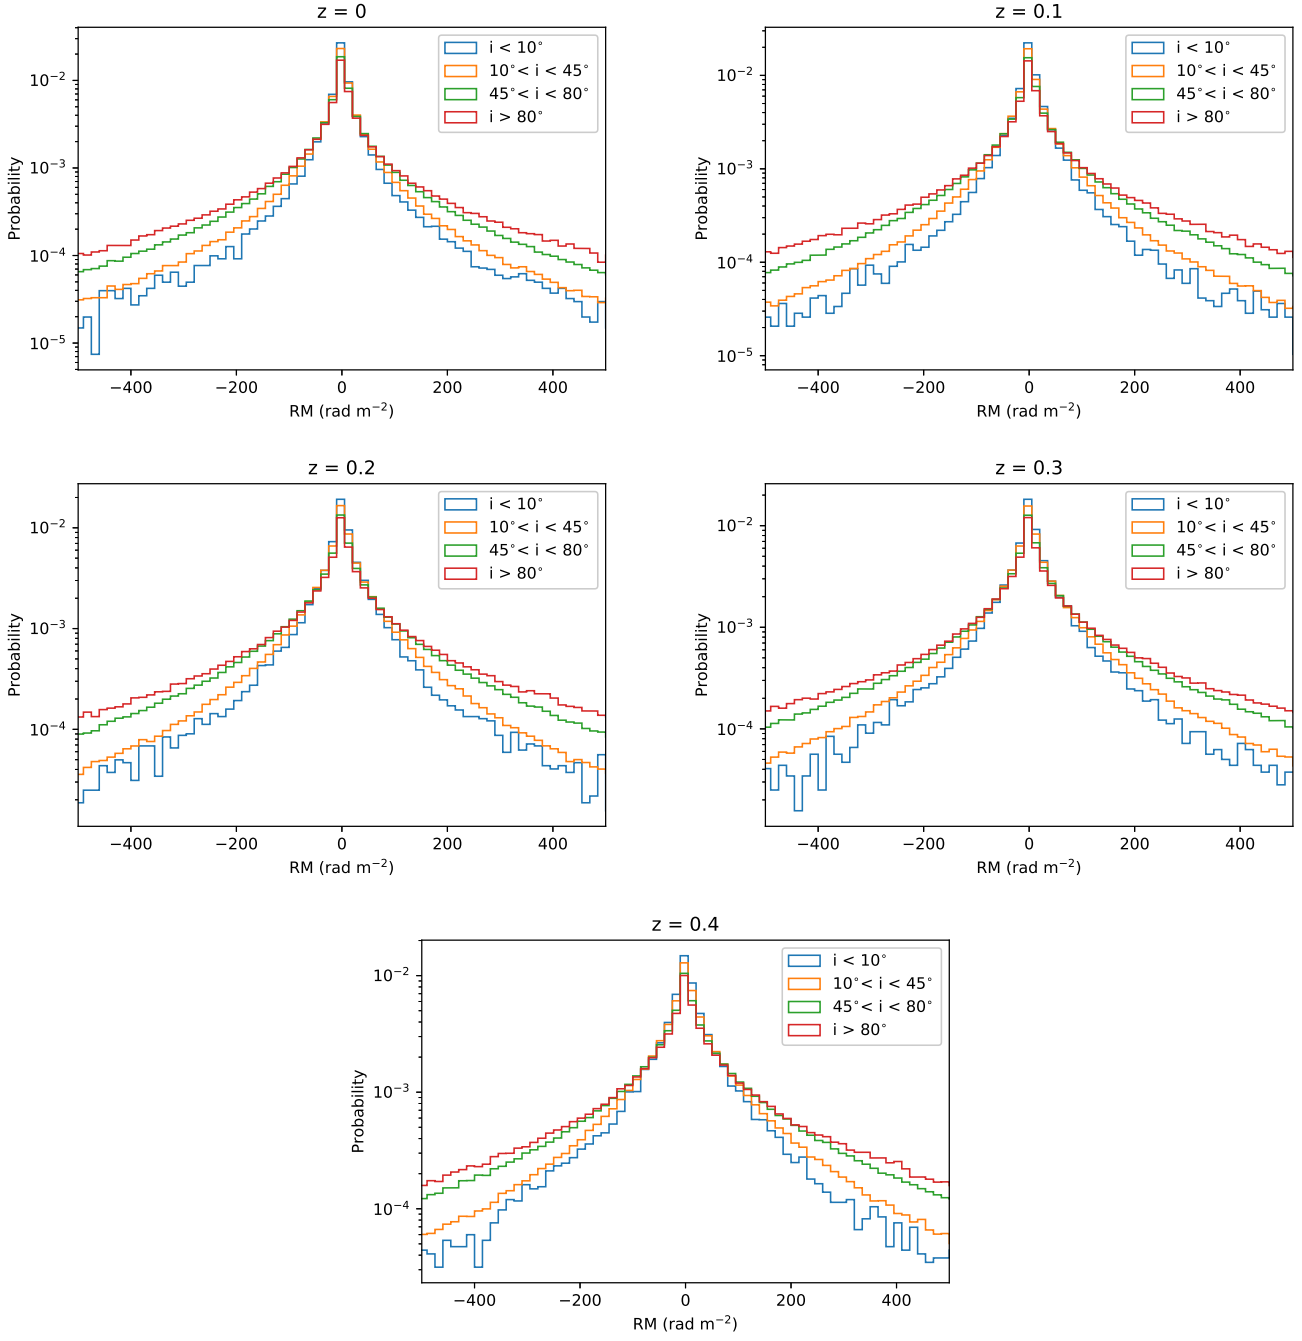 z = 0
i < 10°
10°< i < 45°
45°< i < 80°
i > 80°
Probability
10⁻²
10⁻³
10⁻⁴
10⁻⁵
−400 −200 0 200 400
RM (rad m⁻²)
z = 0.1
i < 10°
10°< i < 45°
45°< i < 80°
i > 80°
Probability
10⁻²
10⁻³
10⁻⁴
10⁻⁵
−400 −200 0 200 400
RM (rad m⁻²)
z = 0.2
i < 10°
10°< i < 45°
45°< i < 80°
i > 80°
Probability
10⁻²
10⁻³
10⁻⁴
−400 −200 0 200 400
RM (rad m⁻²)
z = 0.3
i < 10°
10°< i < 45°
45°< i < 80°
i > 80°
Probability
10⁻²
10⁻³
10⁻⁴
−400 −200 0 200 400
RM (rad m⁻²)
z = 0.4
i < 10°
10°< i < 45°
45°< i < 80°
i > 80°
Probability
10⁻²
10⁻³
10⁻⁴
−400 −200 0 200 400
RM (rad m⁻²)